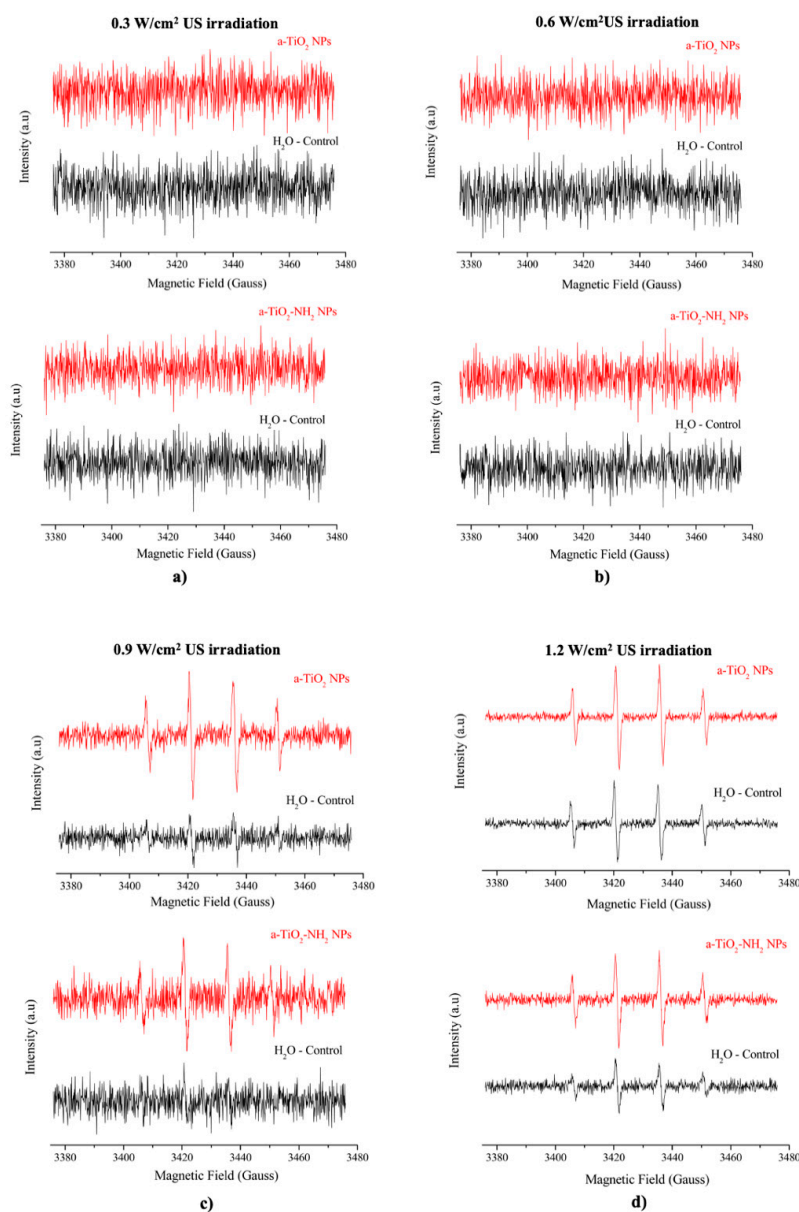 0.3 W/cm² US irradiation
a-TiO₂ NPs
H₂O - Control
Intensity (a.u)
3380 3400 3420 3440 3460 3480
Magnetic Field (Gauss)
a-TiO₂-NH₂ NPs
H₂O - Control
Intensity (a.u)
3380 3400 3420 3440 3460 3480
Magnetic Field (Gauss)
a)
0.6 W/cm²US irradiation
a-TiO₂ NPs
H₂O - Control
Intensity (a.u)
3380 3400 3420 3440 3460 3480
Magnetic Field (Gauss)
a-TiO₂-NH₂ NPs
H₂O - Control
Intensity (a.u)
3380 3400 3420 3440 3460 3480
Magnetic Field (Gauss)
b)
0.9 W/cm² US irradiation
a-TiO₂ NPs
H₂O - Control
Intensity (a.u)
3380 3400 3420 3440 3460 3480
Magnetic Field (Gauss)
a-TiO₂-NH₂ NPs
H₂O - Control
Intensity (a.u)
3380 3400 3420 3440 3460 3480
Magnetic Field (Gauss)
c)
1.2 W/cm² US irradiation
a-TiO₂ NPs
H₂O - Control
Intensity (a.u)
3380 3400 3420 3440 3460 3480
Magnetic Field (Gauss)
a-TiO₂-NH₂ NPs
H₂O - Control
Intensity (a.u)
3380 3400 3420 3440 3460 3480
Magnetic Field (Gauss)
d)